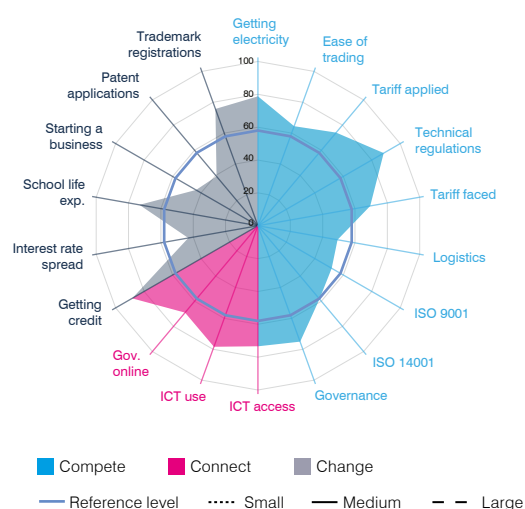 Getting
electricity
Ease of
trading
Tariff applied
Technical
regulations
Tariff faced
Logistics
ISO 9001
ISO 14001
Governance
ICT access
ICT use
Gov.
online
Getting
credit
Interest rate
spread
School life
exp.
Starting a
business
Patent
applications
Trademark
registrations
100
80
60
40
20
0
Compete
Connect
Change
Reference level
Small
Medium
Large